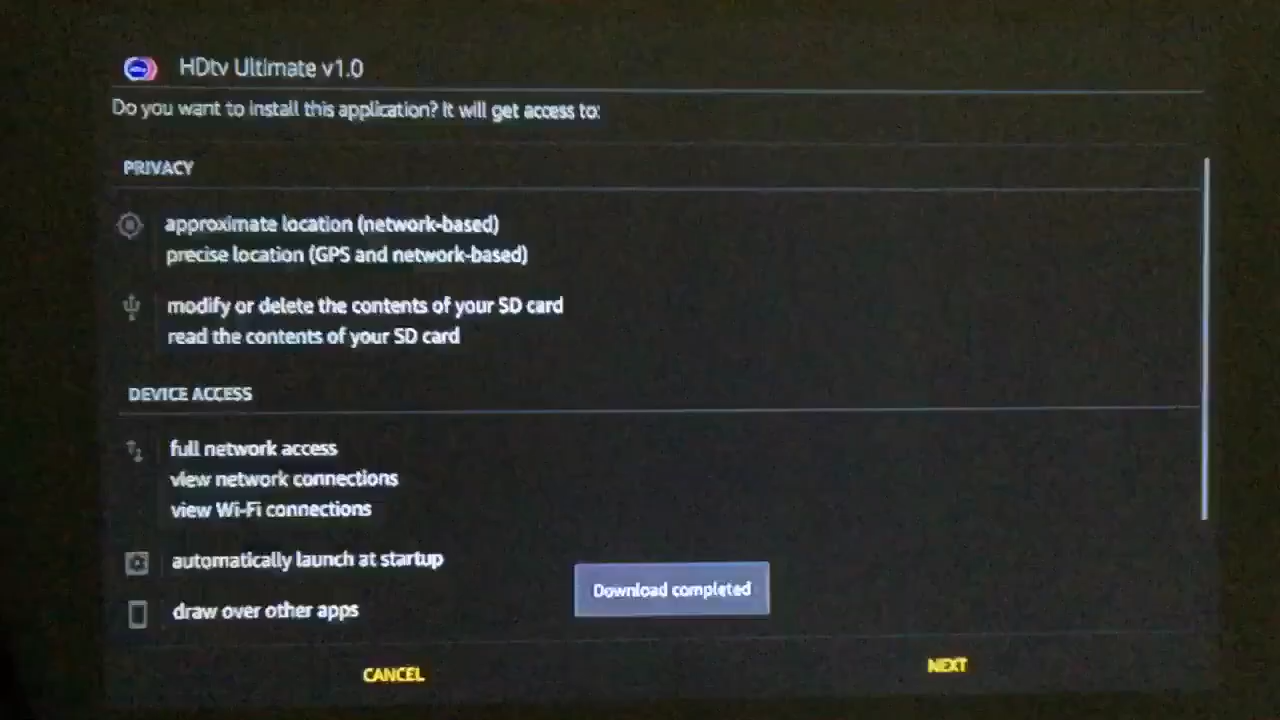 HDtv Ultimate v1.0
Do you want to install this application? It will get access to:
PRIVACY
approximate location (network-based)
precise location (GPS and network-based)
modify or delete the contents of your SD card
read the contents of your SD card
DEVICE ACCESS
full network access
view network connections
view Wi-Fi connections
automatically launch at startup
draw over other apps
Download completed
CANCEL
NEXT